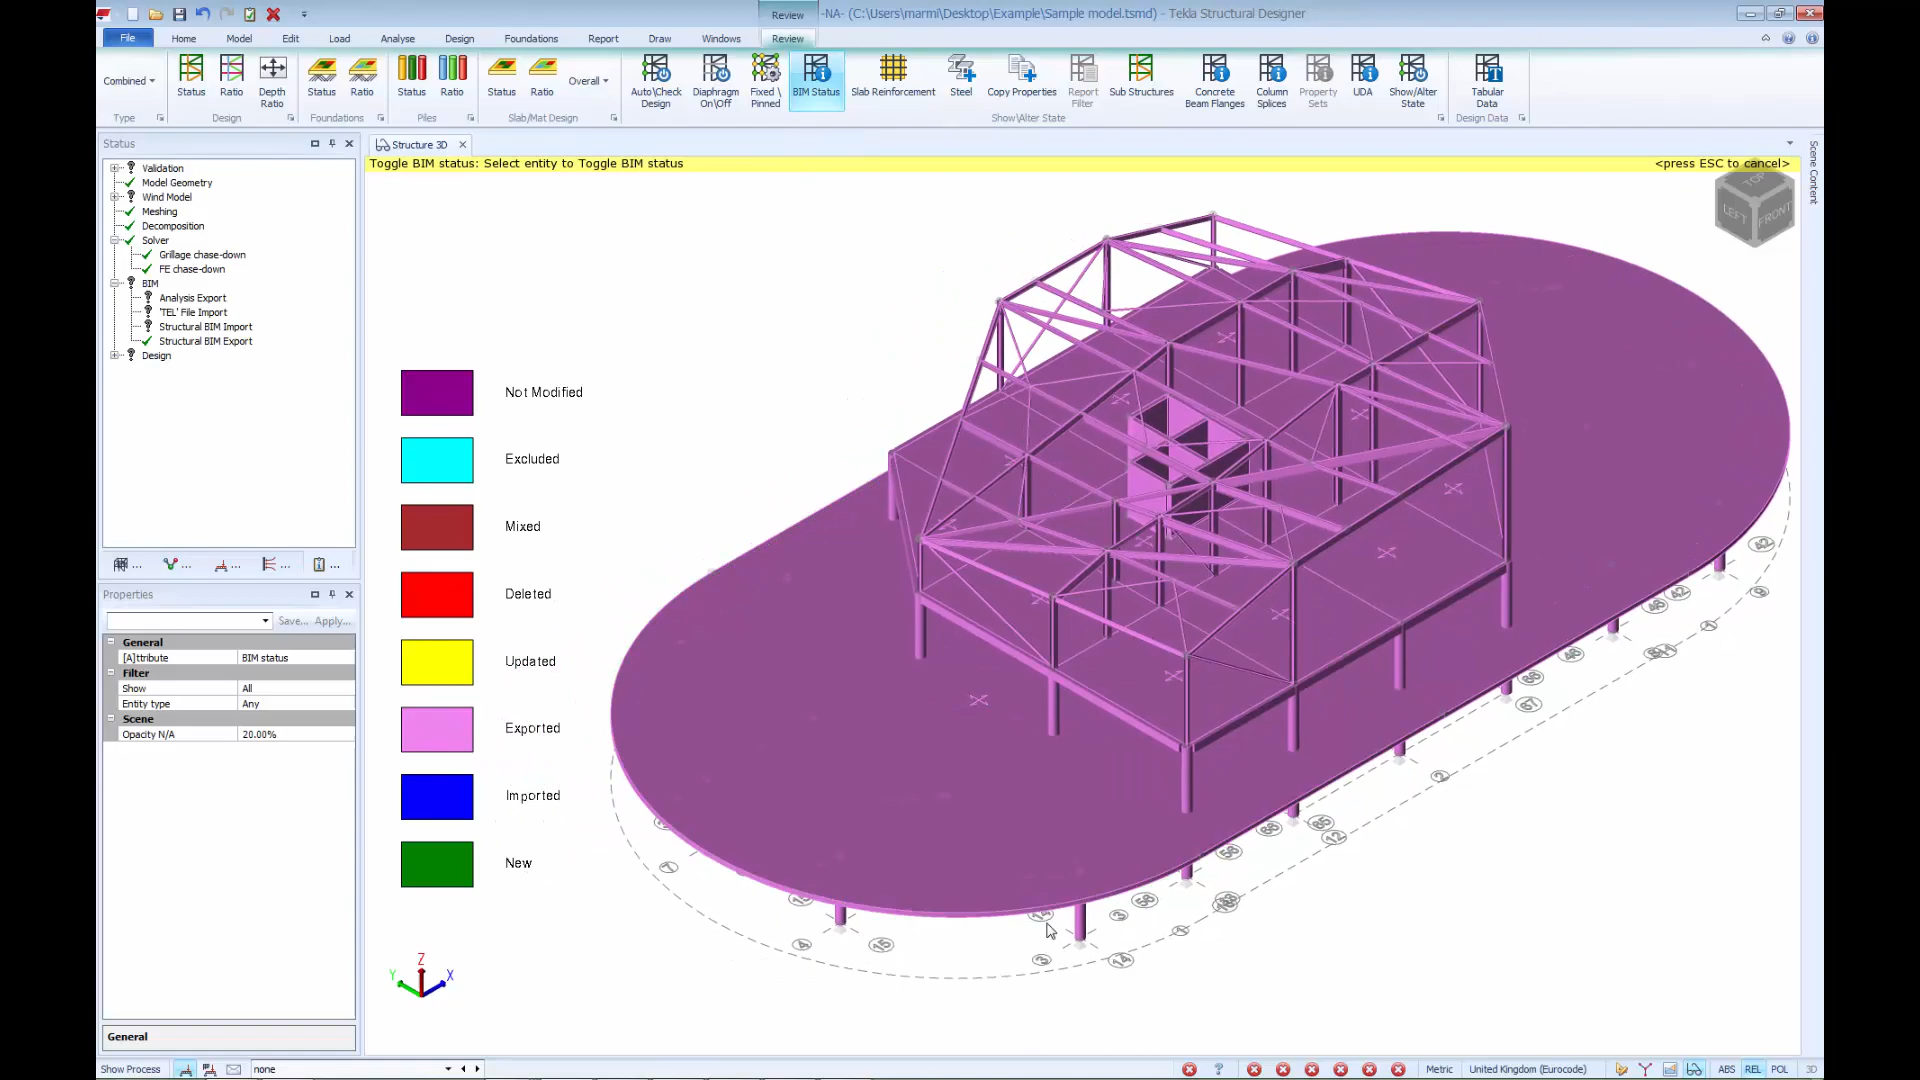 Review
-NA- (C:\Users\marmi\Desktop\Example\Sample model.tsmd) - Tekla Structural Designer
File Home Model Edit Load Analyse Design Foundations Report Draw Windows Review
Combined
Status Ratio Depth Ratio
Status Ratio
Status Ratio
Status Ratio Overall
Auto\Check Design
Diaphragm On\Off
Fixed \ Pinned
BIM Status
Slab Reinforcement
Steel
Copy Properties
Report Filter
Sub Structures
Concrete Beam Flanges
Column Splices
Property Sets
UDA
Show/Alter State
Tabular Data
Type Design Foundations Piles Slab/Mat Design Show\Alter State Design Data
Status
Structure 3D
Toggle BIM status: Select entity to Toggle BIM status
<press ESC to cancel>
Scene Content
TOP
LEFT
FRONT
Validation
Model Geometry
Wind Model
Meshing
Decomposition
Solver
Grillage chase-down
FE chase-down
BIM
Analysis Export
'TEL' File Import
Structural BIM Import
Structural BIM Export
Design
Not Modified
Excluded
Mixed
Deleted
Updated
Exported
Imported
New
Properties
Save... Apply...
General
[A]ttribute BIM status
Filter
Show All
Entity type Any
Scene
Opacity N/A 20.00%
General
Z
Y
X
Show Process
none
Metric
United Kingdom (Eurocode)
ABS REL POL 3D